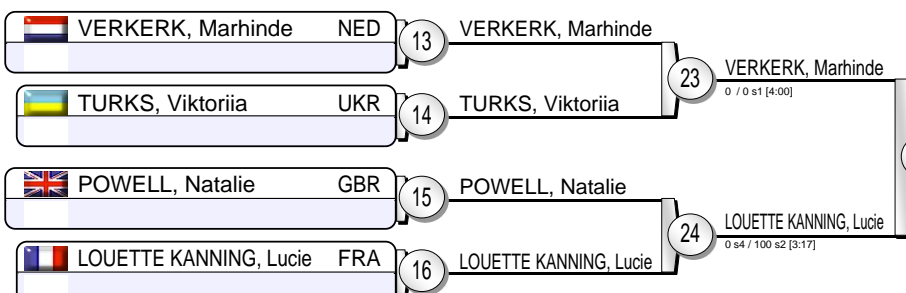 VERKERK, Marhinde NED 13 VERKERK, Marhinde
23 VERKERK, Marhinde
0 / 0 s1 [4:00]
TURKS, Viktoriia UKR 14 TURKS, Viktoriia
POWELL, Natalie GBR 15 POWELL, Natalie
24 LOUETTE KANNING, Lucie
0 s4 / 100 s2 [3:17]
LOUETTE KANNING, Lucie FRA 16 LOUETTE KANNING, Lucie